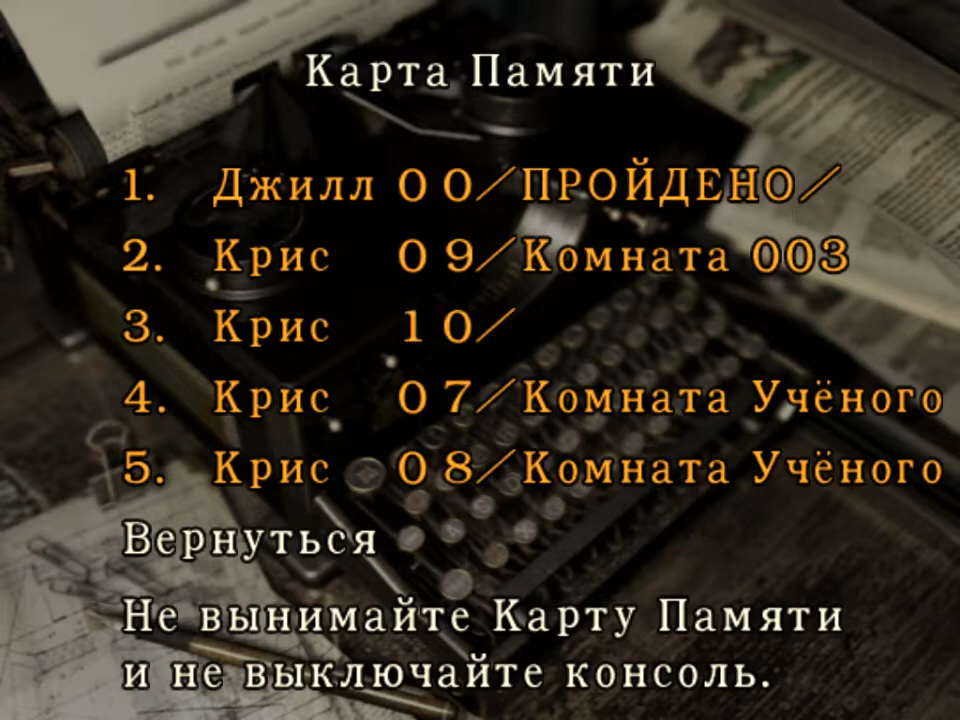 Карта Памяти
1. Джилл 00／ПРОЙДЕНО／
2. Крис 09／Комната 003
3. Крис 10／
4. Крис 07／Комната Учёного
5. Крис 08／Комната Учёного
Вернуться
Не вынимайте Карту Памяти
и не выключайте консоль.